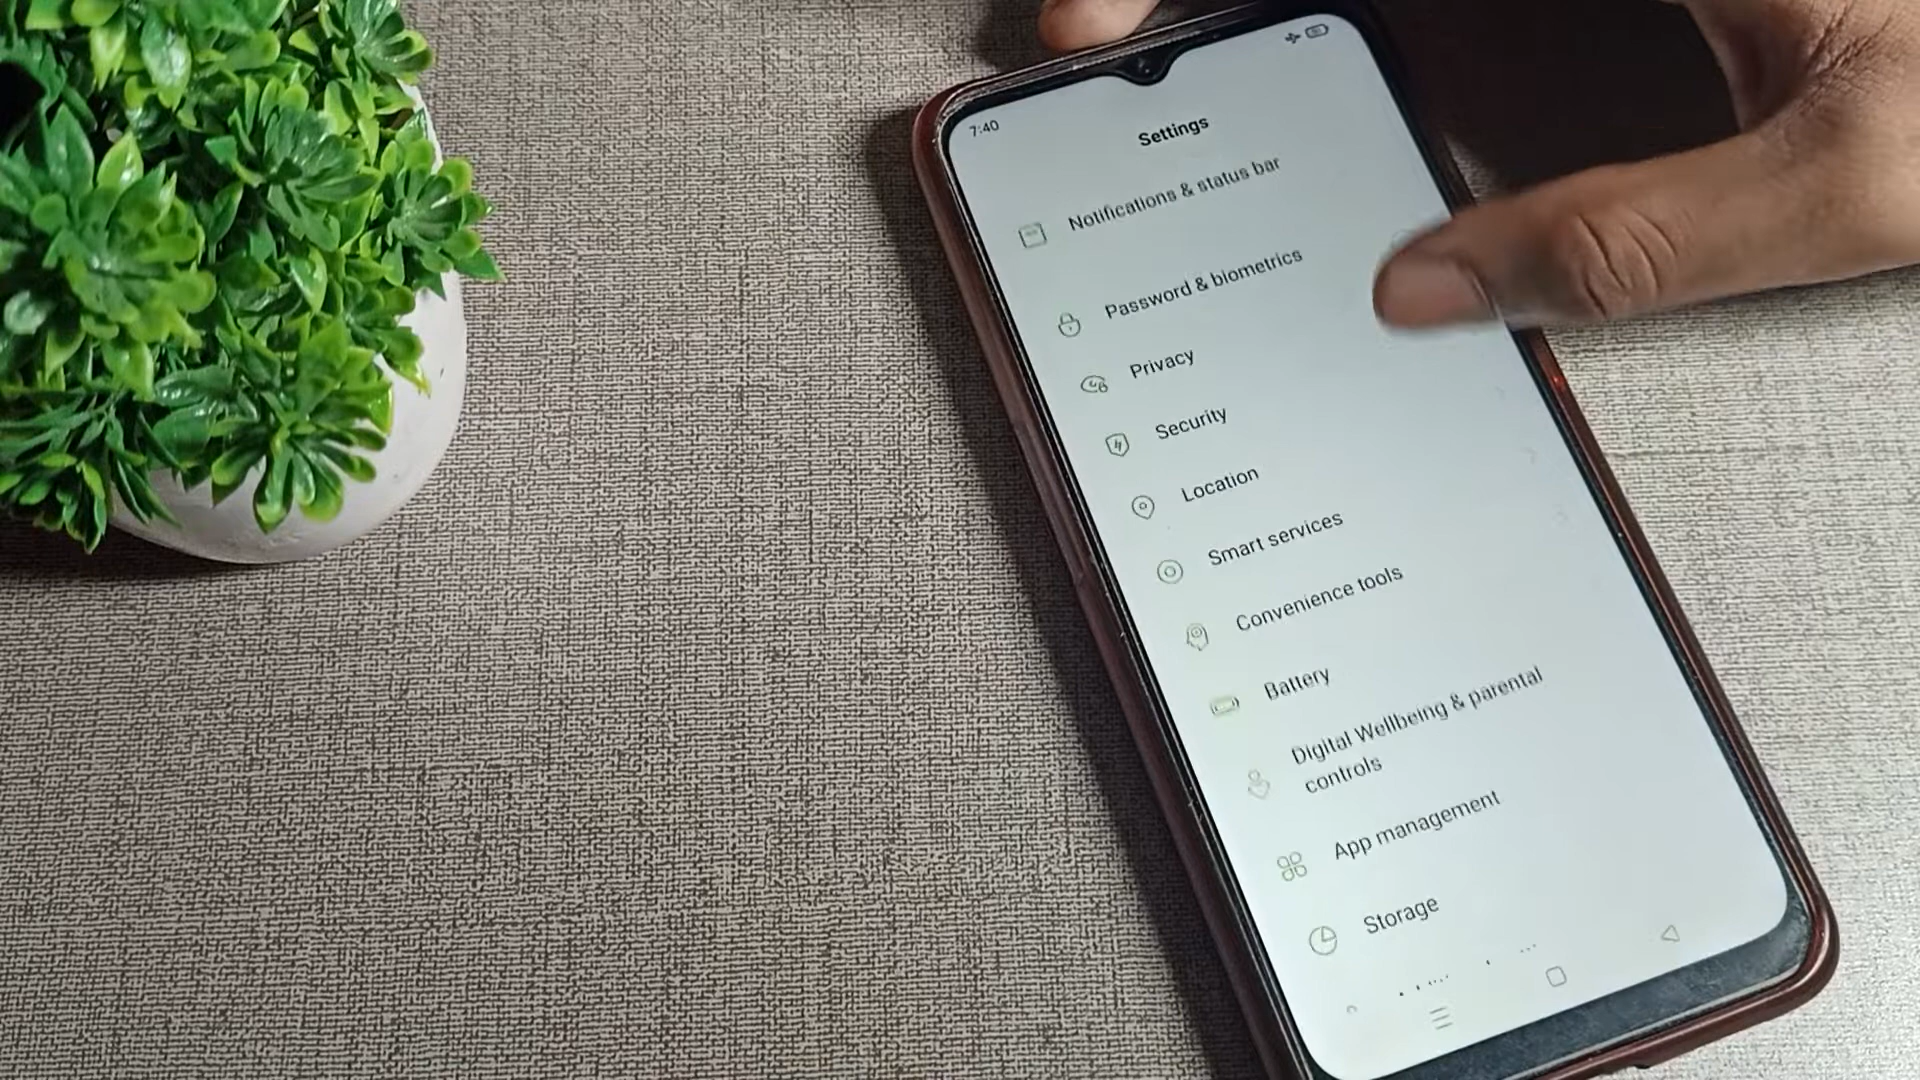 7:40
Settings
Notifications & status bar
Password & biometrics
Privacy
Security
Location
Smart services
Convenience tools
Battery
Digital Wellbeing & parental
controls
App management
Storage